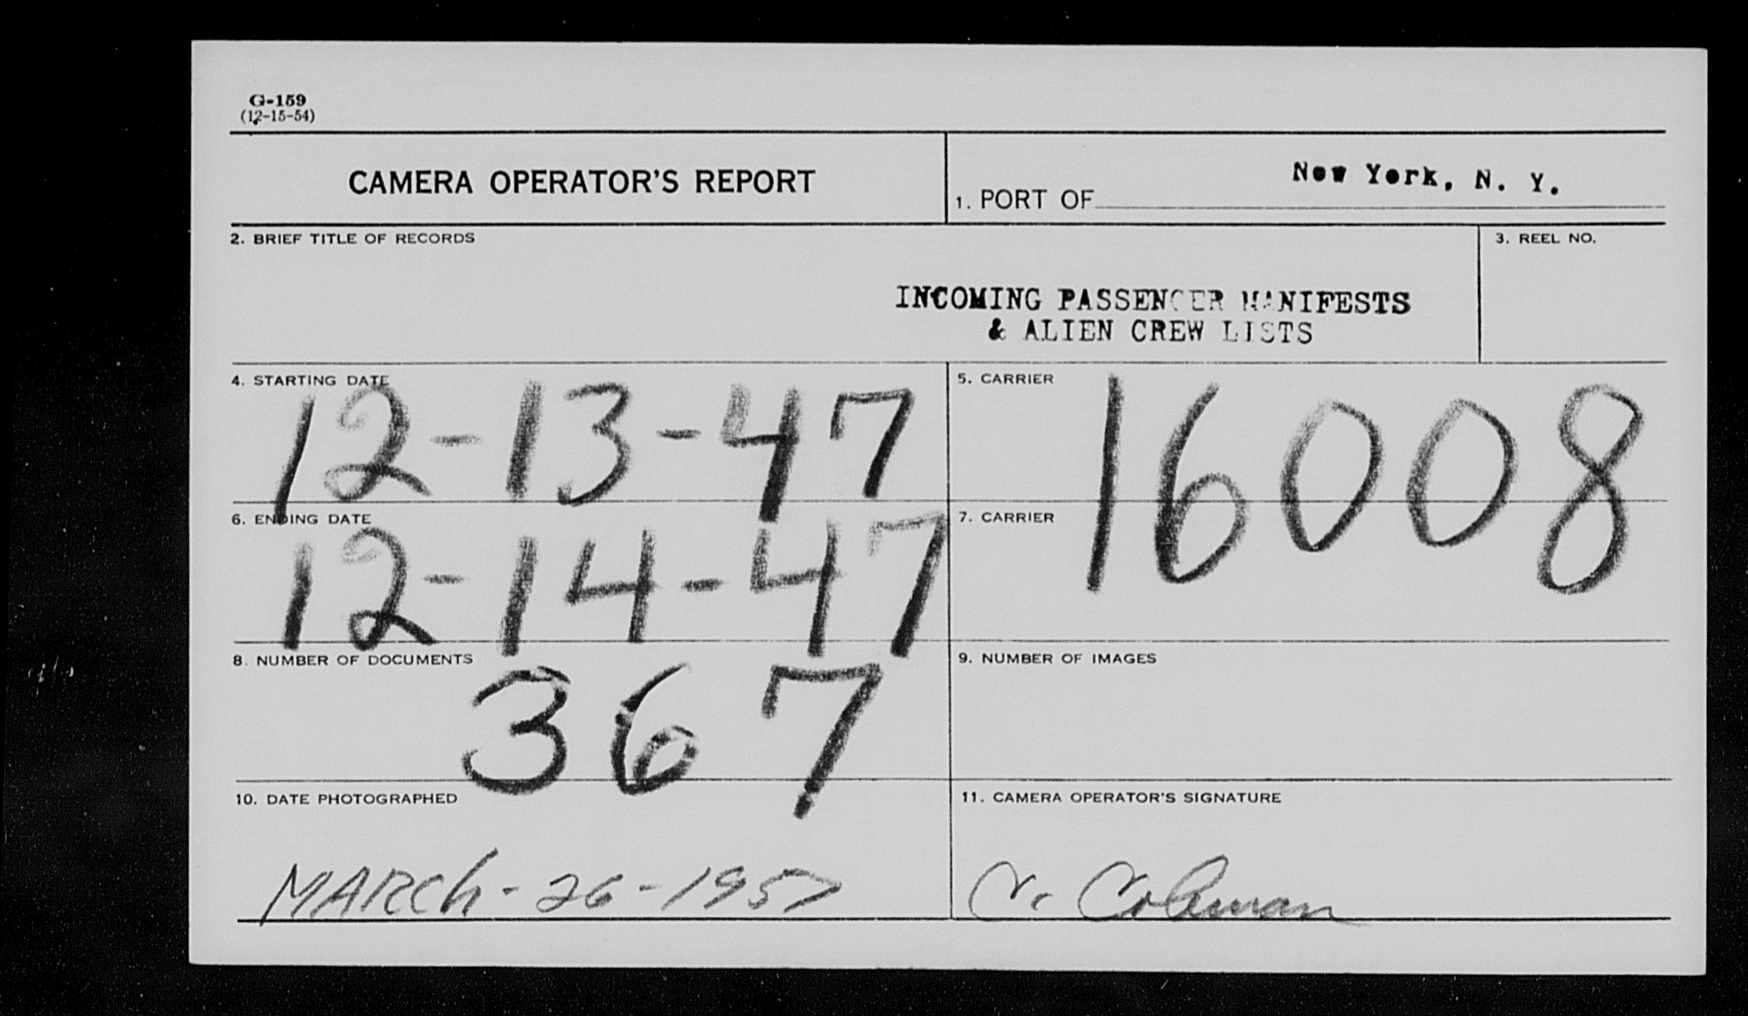 G-159
(12-15-54)
CAMERA OPERATOR'S REPORT
1. PORT OF New York, N. Y.
2. BRIEF TITLE OF RECORDS
3. REEL NO.
INCOMING PASSENGER MANIFESTS
& ALIEN CREW LISTS
4. STARTING DATE
12-13-47
5. CARRIER
16008
6. ENDING DATE
12-14-47
7. CARRIER
8. NUMBER OF DOCUMENTS
367
9. NUMBER OF IMAGES
10. DATE PHOTOGRAPHED
MARCh-26-1957
11. CAMERA OPERATOR'S SIGNATURE